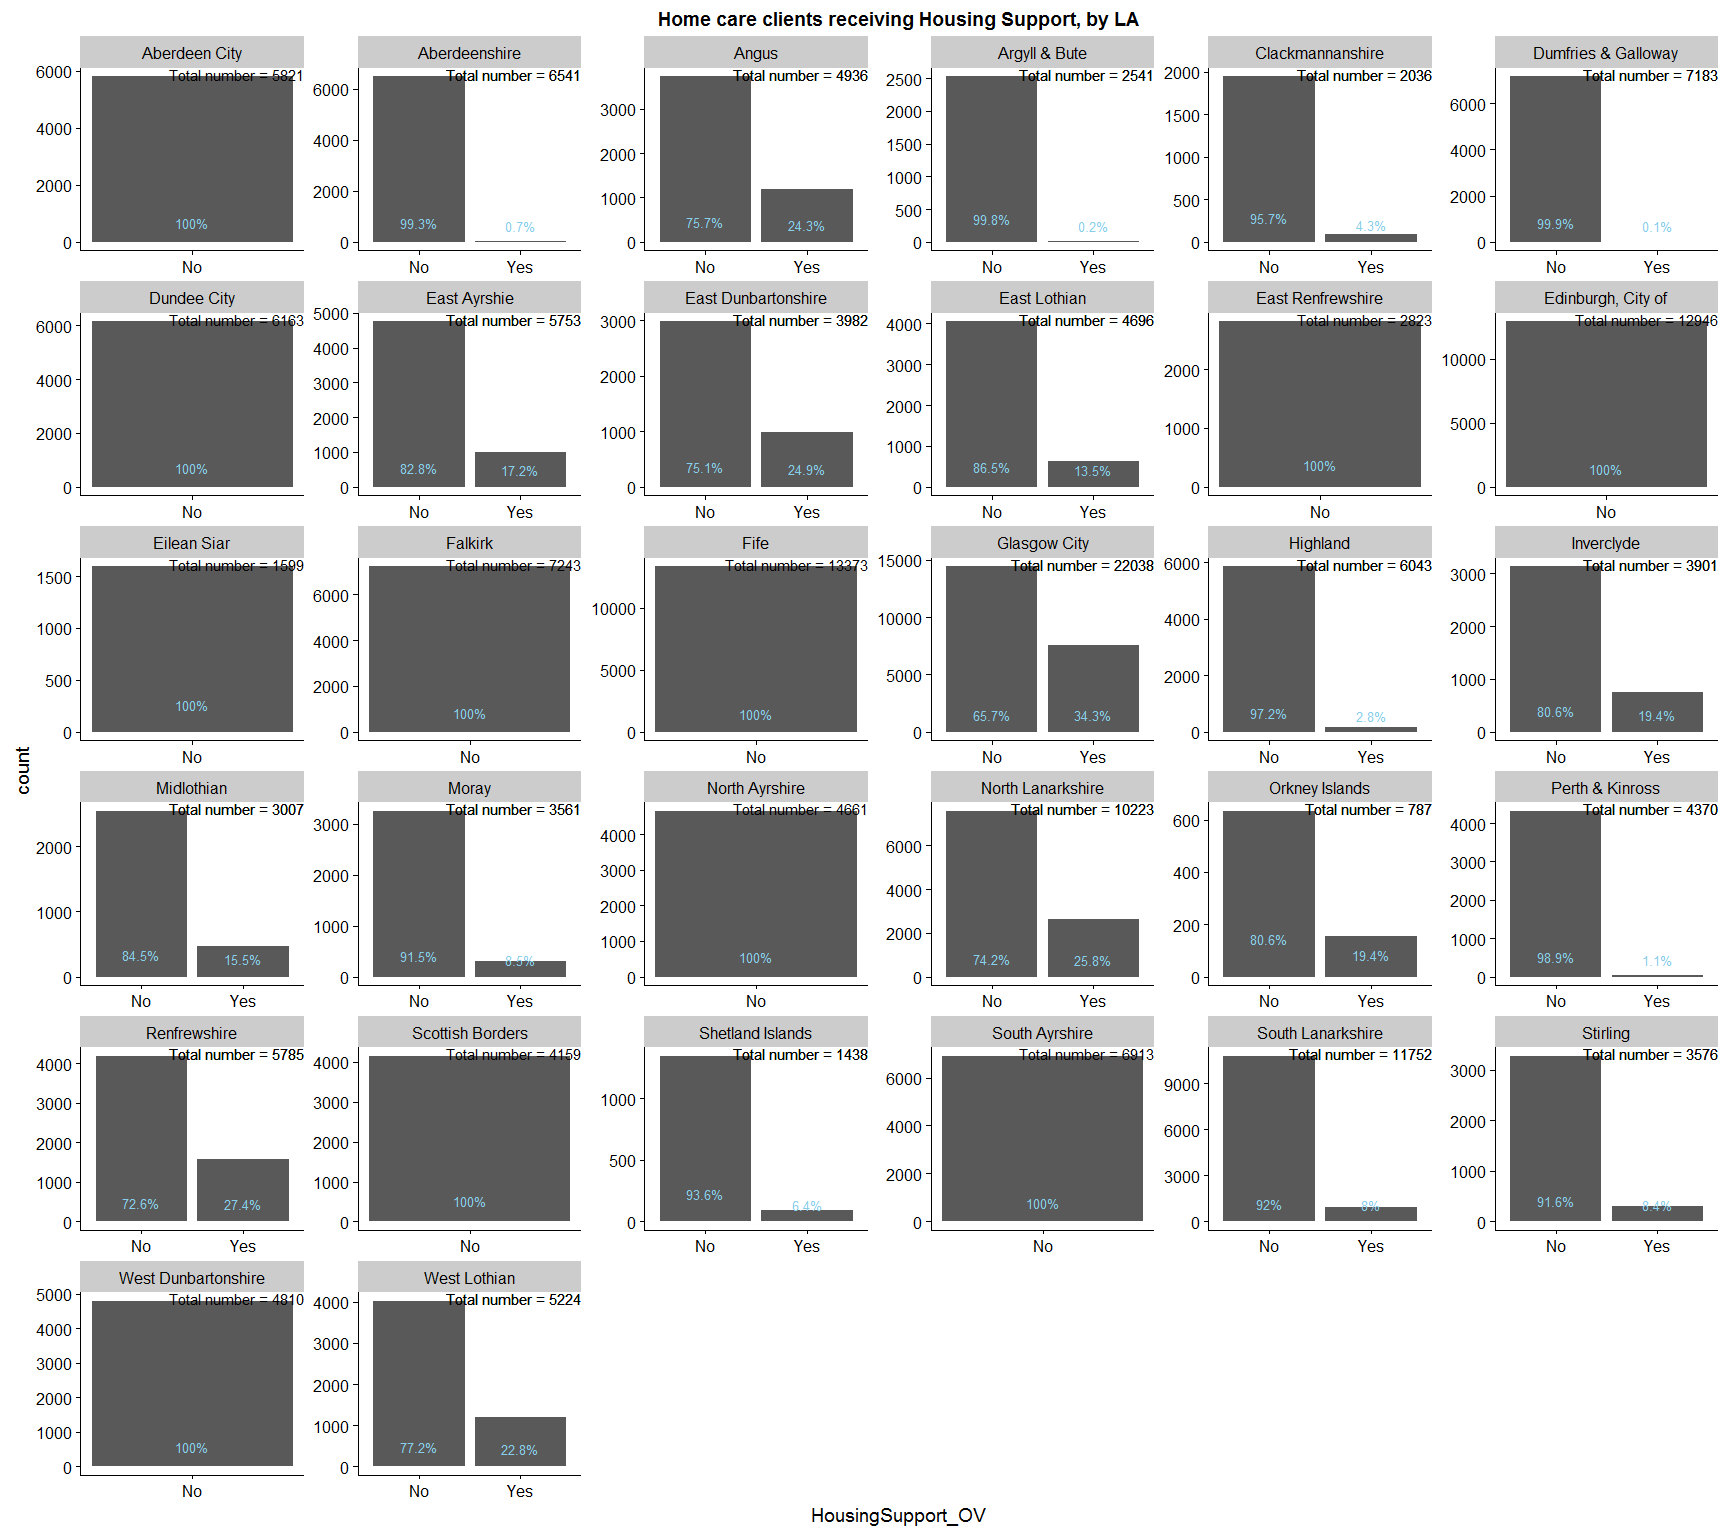 Home care clients receiving Housing Support, by LA
Aberdeen City
Total number = 5821
6000
4000
2000
0
100%
No
Aberdeenshire
Total number = 6541
6000
4000
2000
0
99.3%
0.7%
No Yes
Angus
Total number = 4936
3000
2000
1000
0
75.7%
24.3%
No Yes
Argyll & Bute
Total number = 2541
2500
2000
1500
1000
500
0
99.8%
0.2%
No Yes
Clackmannanshire
Total number = 2036
2000
1500
1000
500
0
95.7%
4.3%
No Yes
Dumfries & Galloway
Total number = 7183
6000
4000
2000
0
99.9%
0.1%
No Yes
Dundee City
Total number = 6163
6000
4000
2000
0
100%
No
East Ayrshie
Total number = 5753
5000
4000
3000
2000
1000
0
82.8%
17.2%
No Yes
East Dunbartonshire
Total number = 3982
3000
2000
1000
0
75.1%
24.9%
No Yes
East Lothian
Total number = 4696
4000
3000
2000
1000
0
86.5%
13.5%
No Yes
East Renfrewshire
Total number = 2823
2000
1000
0
100%
No
Edinburgh, City of
Total number = 12946
10000
5000
0
100%
No
Eilean Siar
Total number = 1599
1500
1000
500
0
100%
No
Falkirk
Total number = 7243
6000
4000
2000
0
100%
No
Fife
Total number = 13373
10000
5000
0
100%
No
Glasgow City
Total number = 22038
15000
10000
5000
0
65.7%
34.3%
No Yes
Highland
Total number = 6043
6000
4000
2000
0
97.2%
2.8%
No Yes
Inverclyde
Total number = 3901
3000
2000
1000
0
80.6%
19.4%
No Yes
count
Midlothian
Total number = 3007
2000
1000
0
84.5%
15.5%
No Yes
Moray
Total number = 3561
3000
2000
1000
0
91.5%
8.5%
No Yes
North Ayrshire
Total number = 4661
4000
3000
2000
1000
0
100%
No
North Lanarkshire
Total number = 10223
6000
4000
2000
0
74.2%
25.8%
No Yes
Orkney Islands
Total number = 787
600
400
200
0
80.6%
19.4%
No Yes
Perth & Kinross
Total number = 4370
4000
3000
2000
1000
0
98.9%
1.1%
No Yes
Renfrewshire
Total number = 5785
4000
3000
2000
1000
0
72.6%
27.4%
No Yes
Scottish Borders
Total number = 4159
4000
3000
2000
1000
0
100%
No
Shetland Islands
Total number = 1438
1000
500
0
93.6%
6.4%
No Yes
South Ayrshire
Total number = 6913
6000
4000
2000
0
100%
No
South Lanarkshire
Total number = 11752
9000
6000
3000
0
92%
8%
No Yes
Stirling
Total number = 3576
3000
2000
1000
0
91.6%
8.4%
No Yes
West Dunbartonshire
Total number = 4810
5000
4000
3000
2000
1000
0
100%
No
West Lothian
Total number = 5224
4000
3000
2000
1000
0
77.2%
22.8%
No Yes
HousingSupport_OV